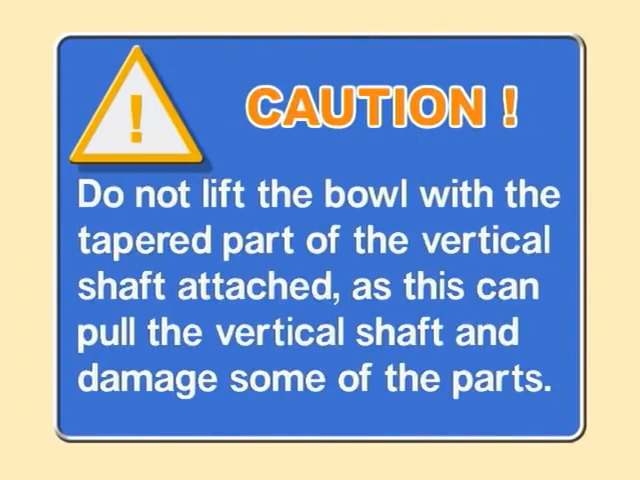 CAUTION !
Do not lift the bowl with the
tapered part of the vertical
shaft attached, as this can
pull the vertical shaft and
damage some of the parts.